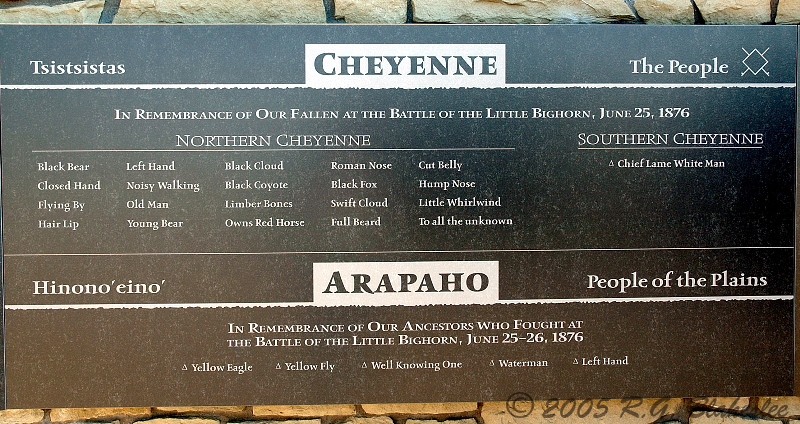 Tsistsistas CHEYENNE The People
IN REMEMBRANCE OF OUR FALLEN AT THE BATTLE OF THE LITTLE BIGHORN, JUNE 25, 1876
NORTHERN CHEYENNE SOUTHERN CHEYENNE
Black Bear Left Hand Black Cloud Roman Nose Cut Belly Δ Chief Lame White Man
Closed Hand Noisy Walking Black Coyote Black Fox Hump Nose
Flying By Old Man Limber Bones Swift Cloud Little Whirlwind
Hair Lip Young Bear Owns Red Horse Full Beard To all the unknown
Hinono'eino' ARAPAHO People of the Plains
IN REMEMBRANCE OF OUR ANCESTORS WHO FOUGHT AT
THE BATTLE OF THE LITTLE BIGHORN, JUNE 25–26, 1876
Δ Yellow Eagle Δ Yellow Fly Δ Well Knowing One Δ Waterman Δ Left Hand
© 2005 R.G. Blakeslee